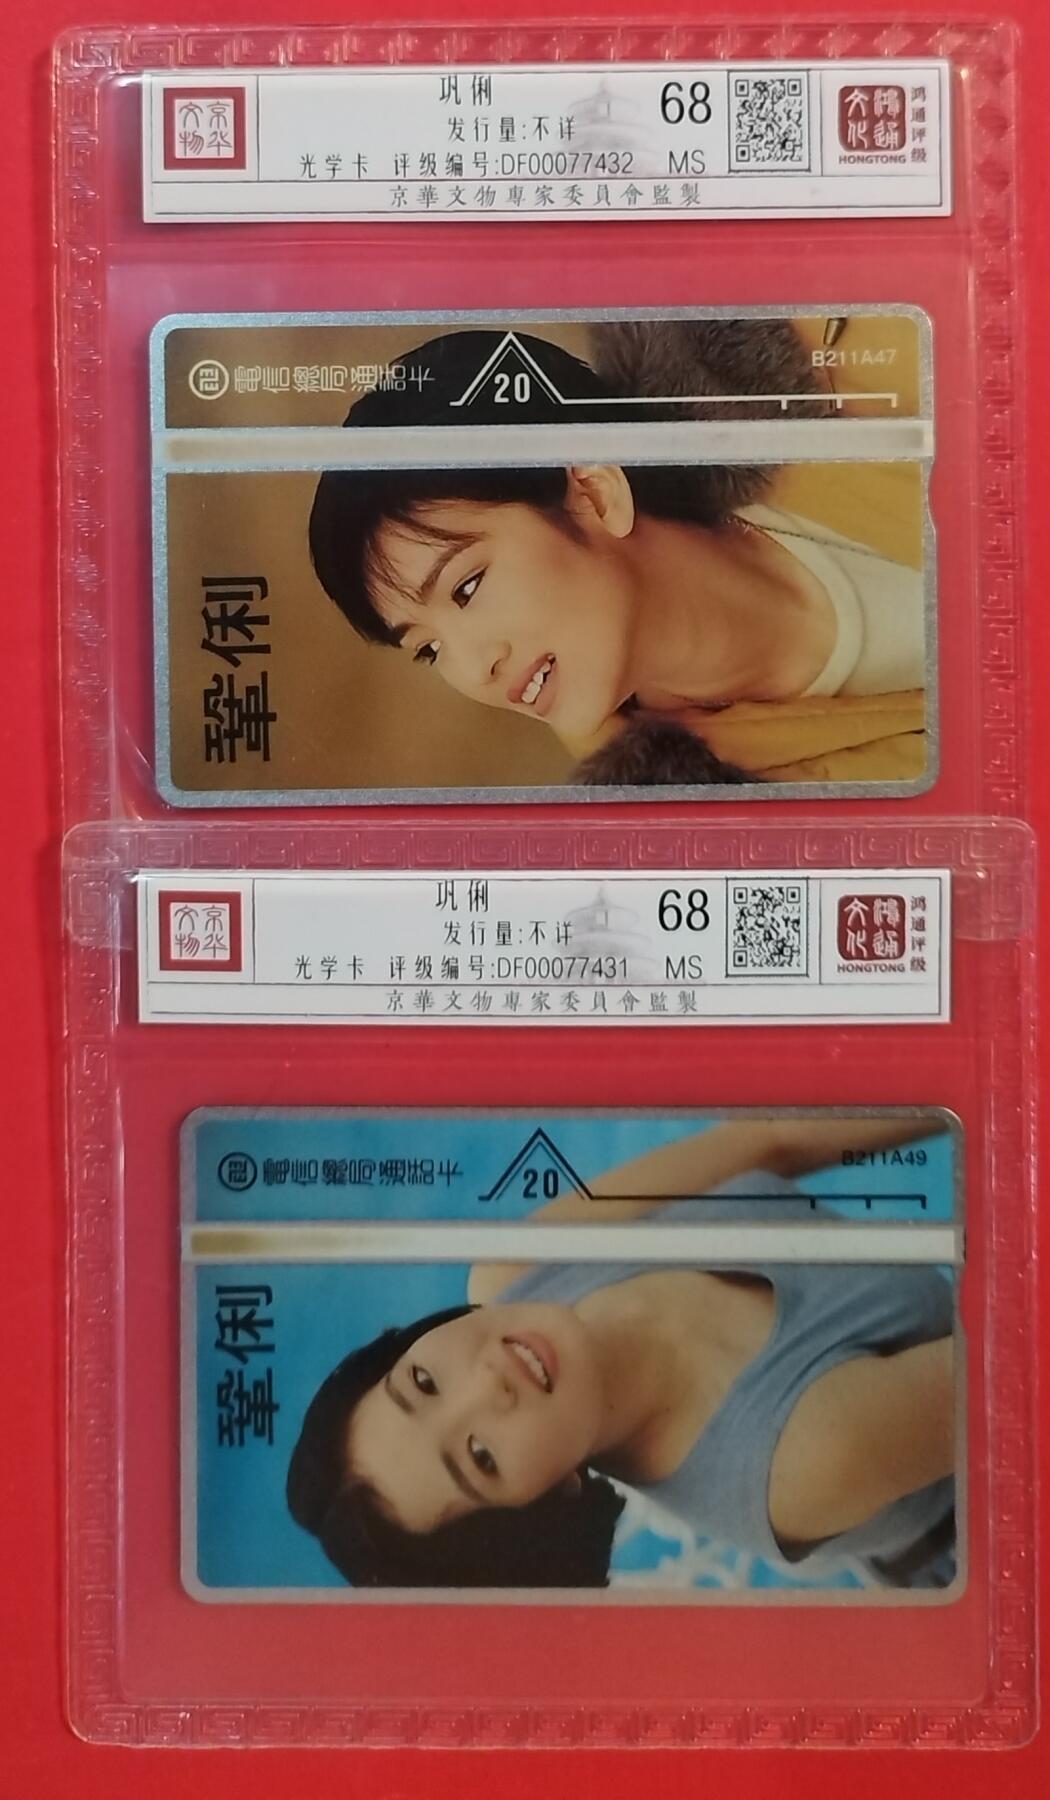 京华
文物
巩俐
发行量:不详
光学卡 评级编号:DF00077432
68
MS
鸿通
文化
HONGTONG
鸿通评级
京華文物專家委員會監製
電信總局通話卡
20
B211A47
鞏俐
京华
文物
巩俐
发行量:不详
光学卡 评级编号:DF00077431
68
MS
鸿通
文化
HONGTONG
鸿通评级
京華文物專家委員會監製
電信總局通話卡
20
B211A49
鞏俐